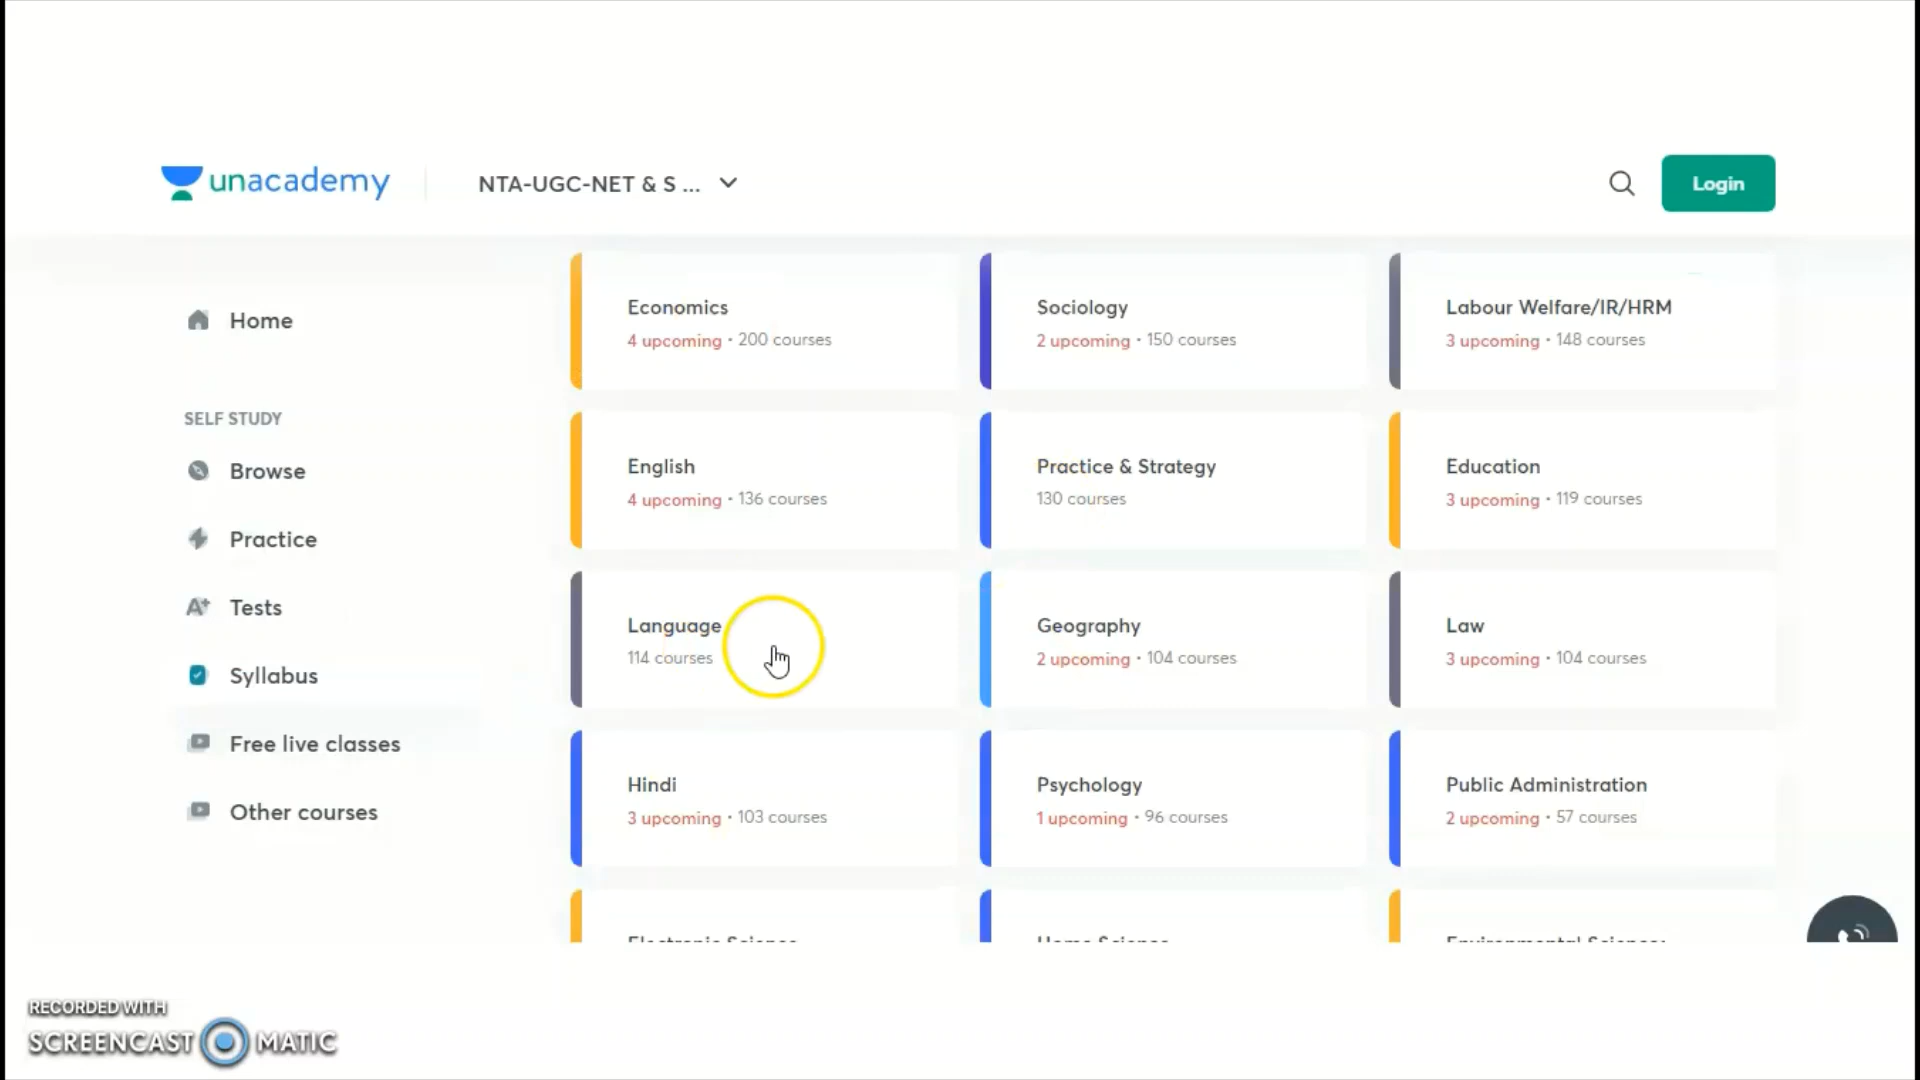 unacademy
NTA-UGC-NET & S ...
Login
Home
SELF STUDY
Browse
Practice
Tests
Syllabus
Free live classes
Other courses
Economics
4 upcoming • 200 courses
Sociology
2 upcoming • 150 courses
Labour Welfare/IR/HRM
3 upcoming • 148 courses
English
4 upcoming • 136 courses
Practice & Strategy
130 courses
Education
3 upcoming • 119 courses
Language
114 courses
Geography
2 upcoming • 104 courses
Law
3 upcoming • 104 courses
Hindi
3 upcoming • 103 courses
Psychology
1 upcoming • 96 courses
Public Administration
2 upcoming • 57 courses
Electronic Science
Home Science
RECORDED WITH
SCREENCAST MATIC